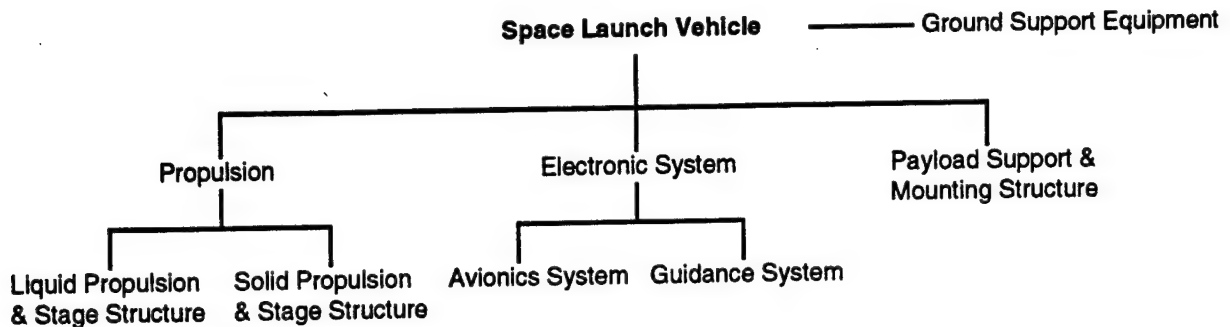 Space Launch Vehicle
Ground Support Equipment
Propulsion
Electronic System
Payload Support &
Mounting Structure
Liquid Propulsion
& Stage Structure
Solid Propulsion
& Stage Structure
Avionics System
Guidance System